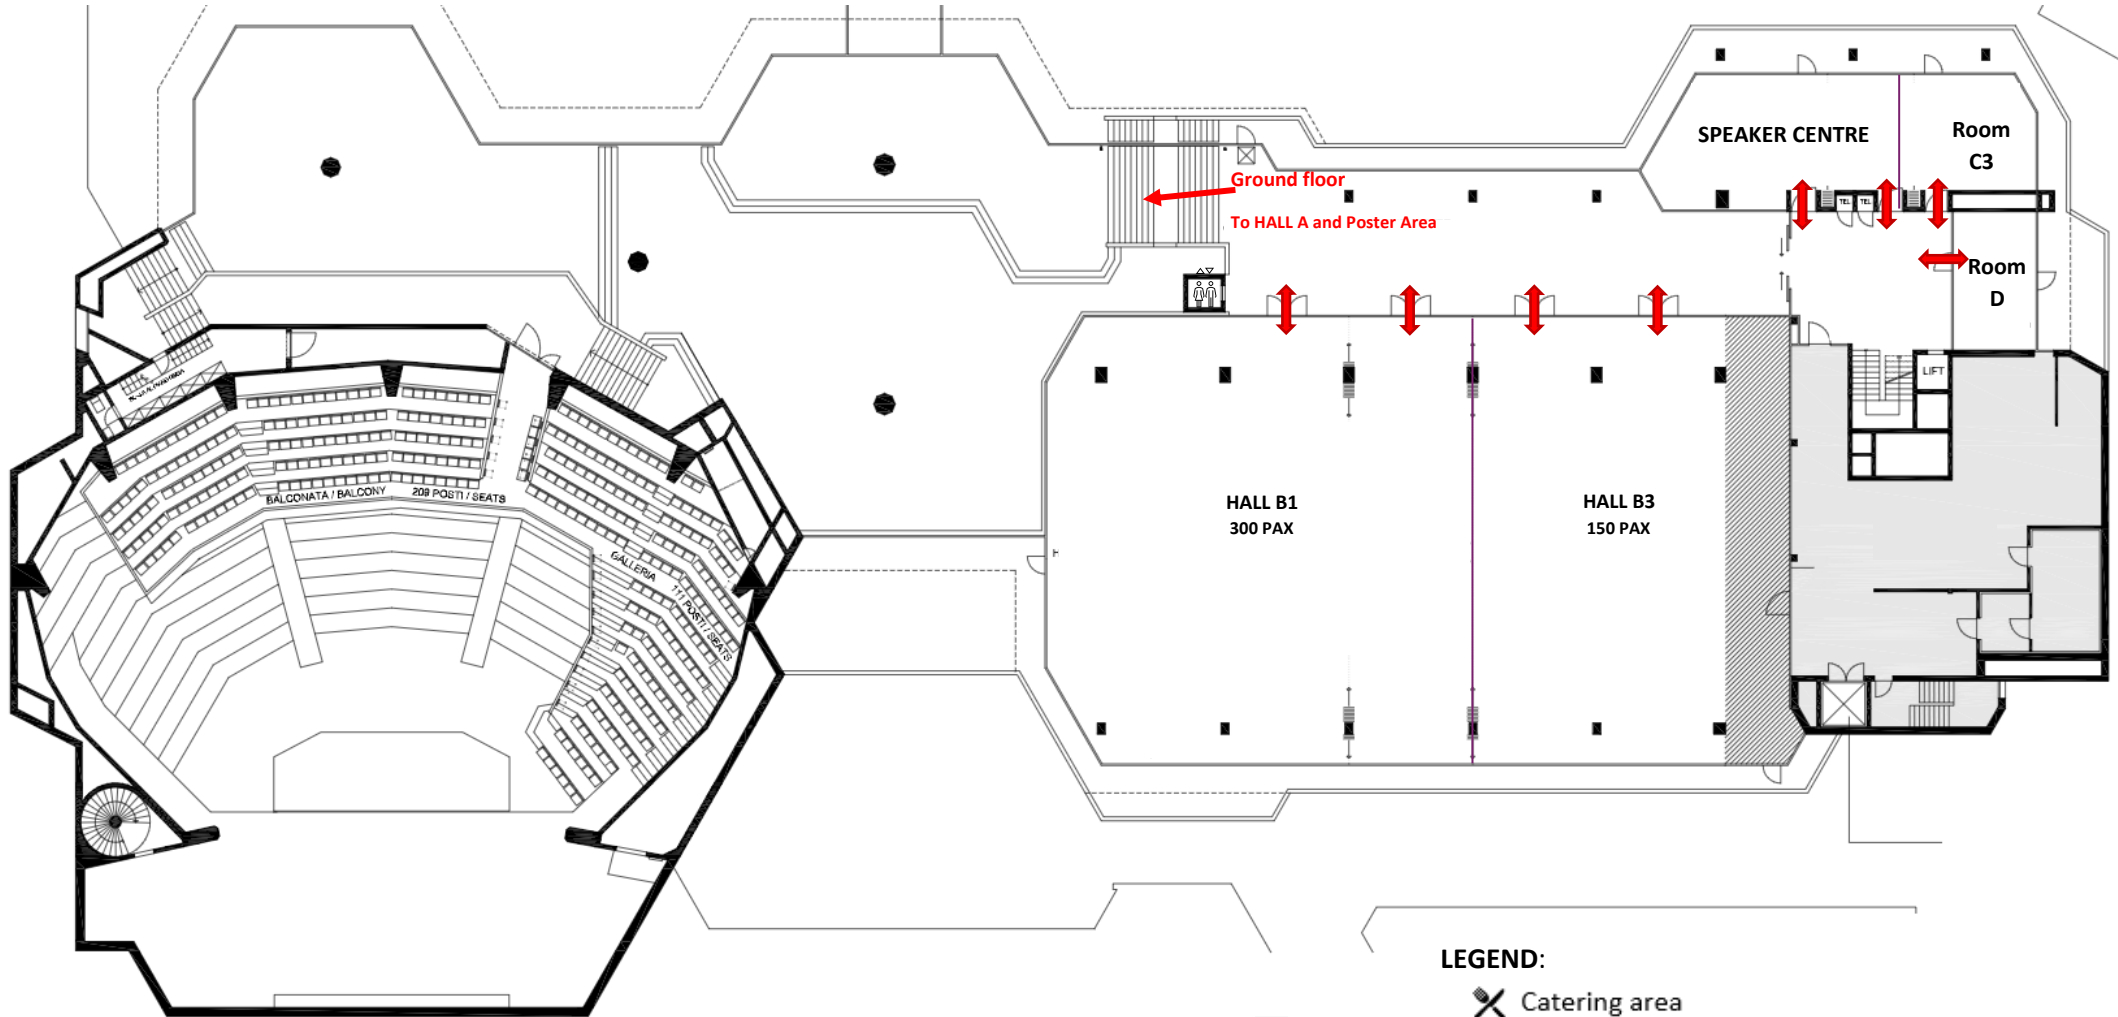 SPEAKER CENTRE
Room
C3
Ground floor
To HALL A and Poster Area
TEL
TEL
Room
D
LIFT
BALCONATA / BALCONY 209 POSTI / SEATS
GALLERIA
111 POSTI / SEATS
HALL B1
300 PAX
HALL B3
150 PAX
LEGEND:
Catering area